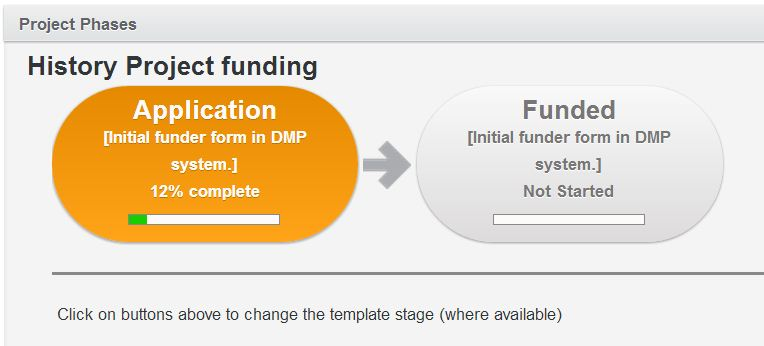 Project Phases
History Project funding
Application
[Initial funder form in DMP
system.]
12% complete
Funded
[Initial funder form in DMP
system.]
Not Started
Click on buttons above to change the template stage (where available)